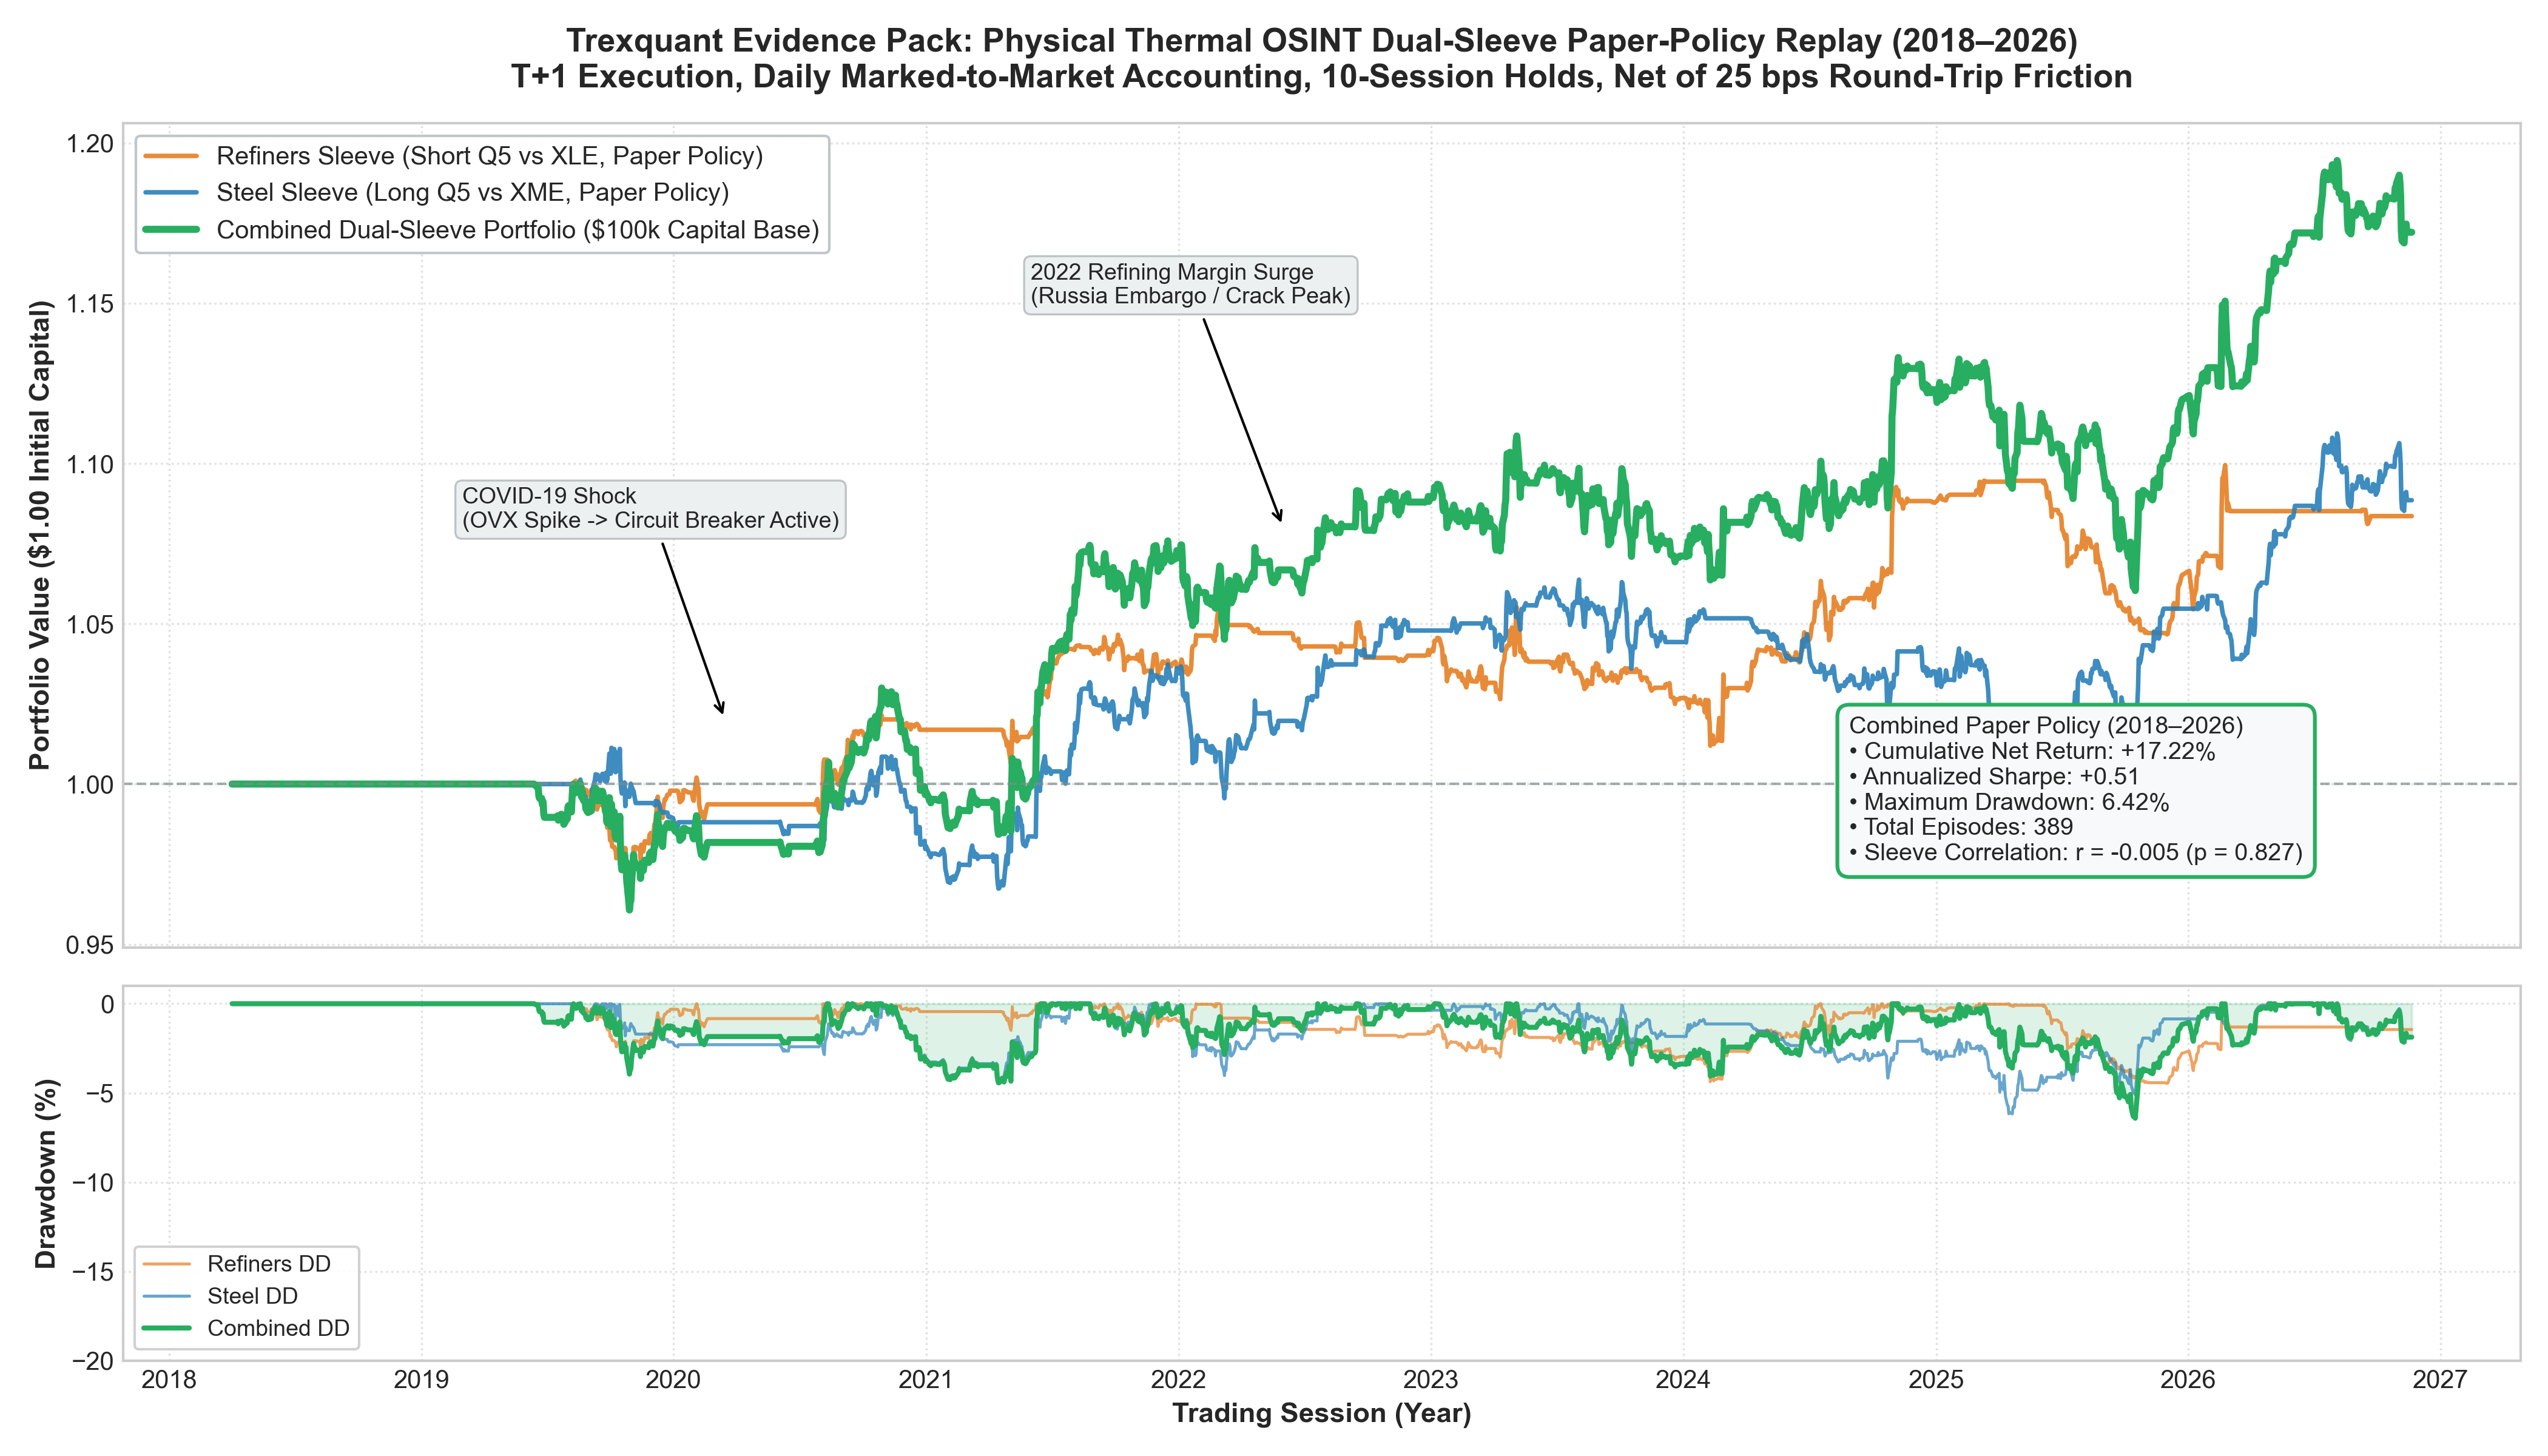 Trexquant Evidence Pack: Physical Thermal OSINT Dual-Sleeve Paper-Policy Replay (2018–2026)
T+1 Execution, Daily Marked-to-Market Accounting, 10-Session Holds, Net of 25 bps Round-Trip Friction
Portfolio Value ($1.00 Initial Capital)
1.20
1.15
1.10
1.05
1.00
0.95
Refiners Sleeve (Short Q5 vs XLE, Paper Policy)
Steel Sleeve (Long Q5 vs XME, Paper Policy)
Combined Dual-Sleeve Portfolio ($100k Capital Base)
2022 Refining Margin Surge
(Russia Embargo / Crack Peak)
COVID-19 Shock
(OVX Spike -> Circuit Breaker Active)
Combined Paper Policy (2018–2026)
• Cumulative Net Return: +17.22%
• Annualized Sharpe: +0.51
• Maximum Drawdown: 6.42%
• Total Episodes: 389
• Sleeve Correlation: r = -0.005 (p = 0.827)
Drawdown (%)
0
−5
−10
−15
−20
Refiners DD
Steel DD
Combined DD
2018 2019 2020 2021 2022 2023 2024 2025 2026 2027
Trading Session (Year)